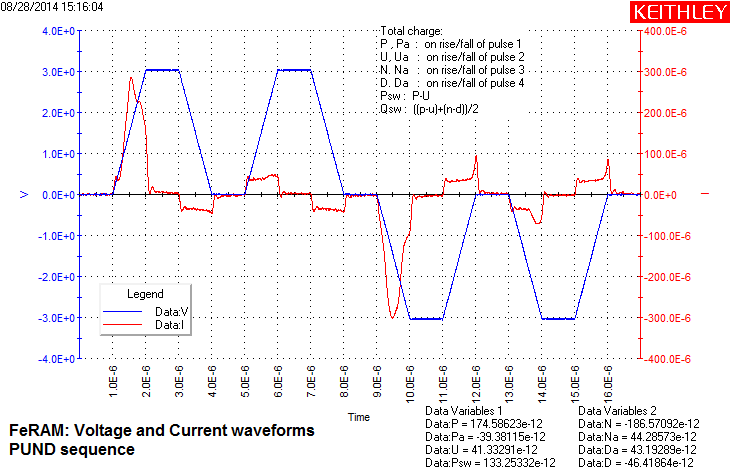 08/28/2014 15:16:04
KEITHLEY
Total charge:
P , Pa : on rise/fall of pulse 1
U, Ua : on rise/fall of pulse 2
N. Na : on rise/fall of pulse 3
D. Da : on rise/fall of pulse 4
Psw : P-U
Qsw : ((p-u)+(n-d))/2
4.0E+0
3.0E+0
2.0E+0
1.0E+0
0.0E+0
-1.0E+0
-2.0E+0
-3.0E+0
-4.0E+0
V
400.0E-6
300.0E-6
200.0E-6
100.0E-6
000.0E-6
-100.0E-6
-200.0E-6
-300.0E-6
-400.0E-6
I
Legend
Data:V
Data:I
1.0E-6
2.0E-6
3.0E-6
4.0E-6
5.0E-6
6.0E-6
7.0E-6
8.0E-6
9.0E-6
10.0E-6
11.0E-6
12.0E-6
13.0E-6
14.0E-6
15.0E-6
16.0E-6
Time
FeRAM: Voltage and Current waveforms
PUND sequence
Data Variables 1
Data:P = 174.58623e-12
Data:Pa = -39.38115e-12
Data:U = 41.33291e-12
Data:Psw = 133.25332e-12
Data Variables 2
Data:N = -186.57092e-12
Data:Na = 44.28573e-12
Data:Da = 43.19289e-12
Data:D = -46.41864e-12